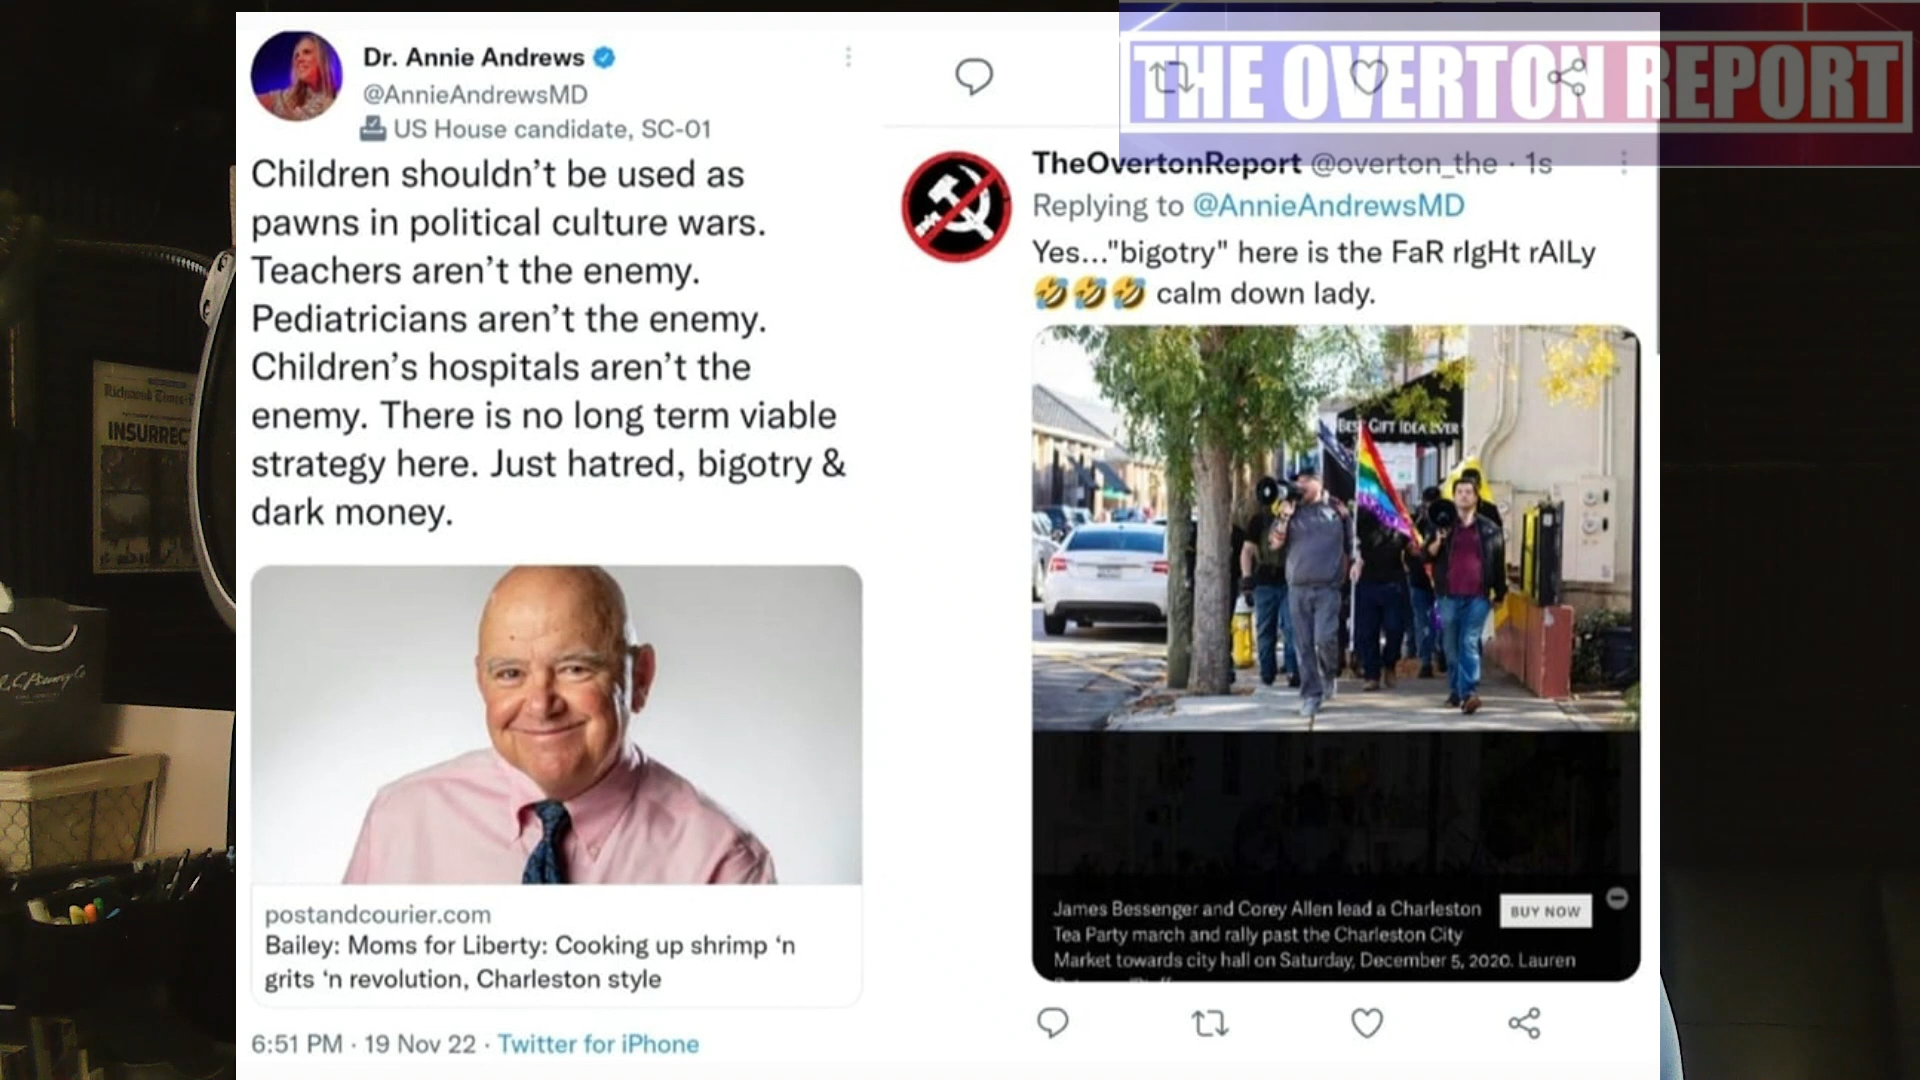 THE OVERTON REPORT
Dr. Annie Andrews
@AnnieAndrewsMD
US House candidate, SC-01
Children shouldn't be used as
pawns in political culture wars.
Teachers aren't the enemy.
Pediatricians aren't the enemy.
Children's hospitals aren't the
enemy. There is no long term viable
strategy here. Just hatred, bigotry &
dark money.
postandcourier.com
Bailey: Moms for Liberty: Cooking up shrimp 'n
grits 'n revolution, Charleston style
6:51 PM · 19 Nov 22 · Twitter for iPhone
TheOvertonReport @overton_the · 1s
Replying to @AnnieAndrewsMD
Yes..."bigotry" here is the FaR rIgHt rAlLy
🤣🤣🤣 calm down lady.
BEST GIFT IDEA EVER
James Bessenger and Corey Allen lead a Charleston
Tea Party march and rally past the Charleston City
Market towards city hall on Saturday, December 5, 2020. Lauren
BUY NOW
INSURREC